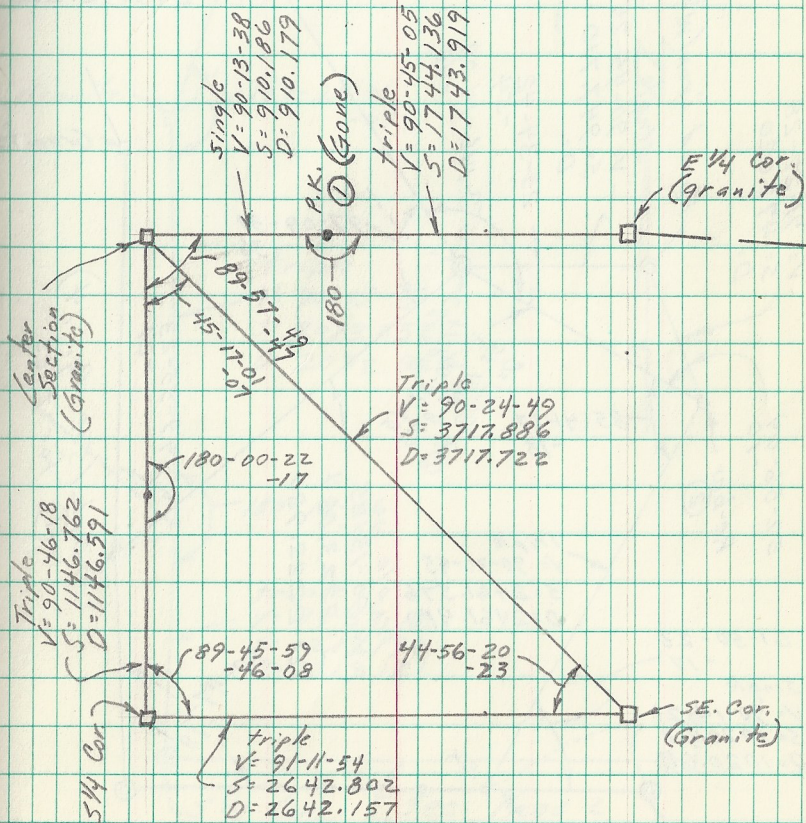 Single
V= 90-13-38
S= 910.186
D= 910.179
P.K. ① (Gone)
triple
V= 90-45-05
S= 1744.136
D= 1743.919
E 1/4 Cor.
(granite)
180
89-57-49
-47
45-17-01
-07
Center
Section
(Granite)
Triple
V= 90-24-49
S= 3717.886
D= 3717.722
180-00-22
-17
Triple
V= 90-46-18
S= 1146.762
D= 1146.591
89-45-59
-46-08
44-56-20
-23
S 1/4 Cor.
SE. Cor.
(Granite)
triple
V= 91-11-54
S= 2642.802
D= 2642.157